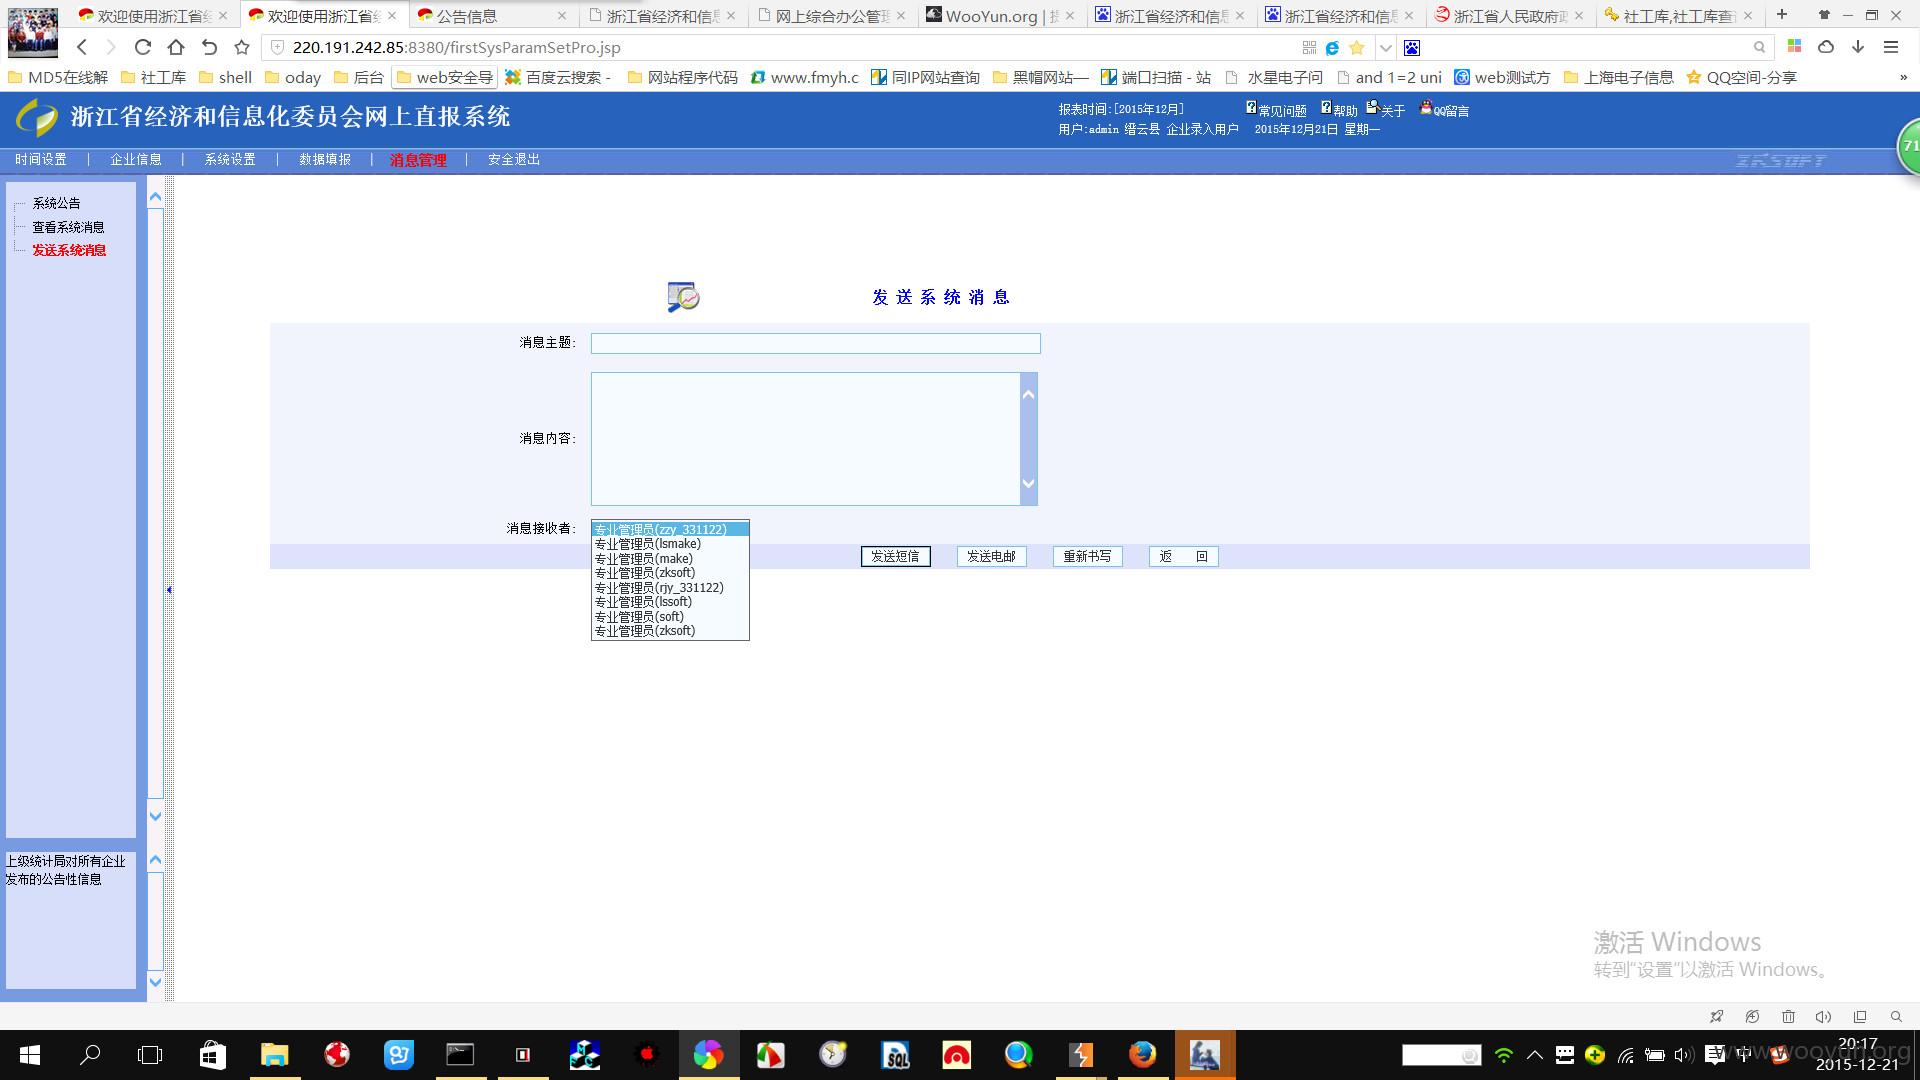 欢迎使用浙江省经
欢迎使用浙江省经
公告信息
浙江省经济和信息
网上综合办公管理
WooYun.org |
浙江省经济和信息
浙江省经济和信息
浙江省人民政府
社工库,社工库查
220.191.242.85:8380/firstSysParamSetPro.jsp
MD5在线解
社工库
shell
oday
后台
web安全导
百度云搜索 -
网站程序代码
www.fmyh.c
同IP网站查询
黑帽网站—
端口扫描 - 站
水星电子问
and 1=2 uni
web测试方
上海电子信息
QQ空间-分享
»
浙江省经济和信息化委员会网上直报系统
报表时间:[2015年12月]
常见问题
帮助
关于
QQ留言
用户:admin 缙云县 企业录入用户 2015年12月21日 星期一
71
时间设置 | 企业信息 | 系统设置 | 数据填报 | 消息管理 | 安全退出
ZKSOFT
系统公告
查看系统消息
发送系统消息
发 送 系 统 消 息
消息主题:
消息内容:
消息接收者:
专业管理员(zzy_331122)
专业管理员(lsmake)
专业管理员(make)
专业管理员(zksoft)
专业管理员(rjy_331122)
专业管理员(lssoft)
专业管理员(soft)
专业管理员(zksoft)
发送短信
发送电邮
重新书写
返 回
上级统计局对所有企业
发布的公告性信息
激活 Windows
转到“设置”以激活 Windows。
SQL
中
20:17
2015-12-21
www.wooyun.org